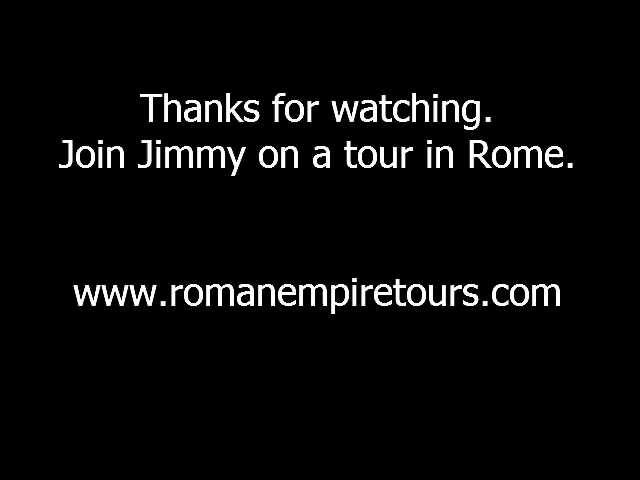 Thanks for watching.
Join Jimmy on a tour in Rome.
www.romanempiretours.com